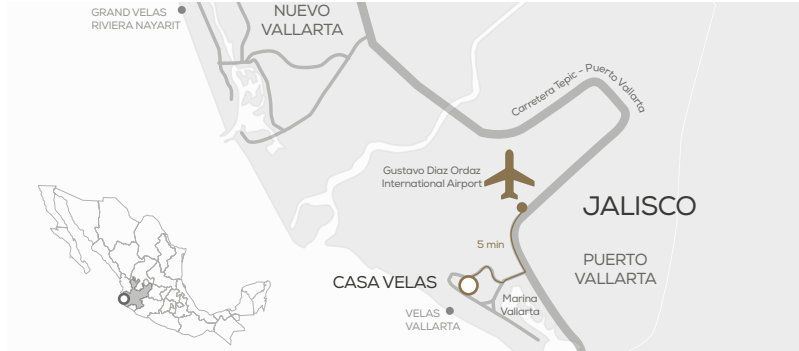 GRAND VELAS
RIVIERA NAYARIT
NUEVO
VALLARTA
Carretera Tepic - Puerto Vallarta
Gustavo Diaz Ordaz
International Airport
JALISCO
5 min
PUERTO
VALLARTA
CASA VELAS
Marina
Vallarta
VELAS
VALLARTA